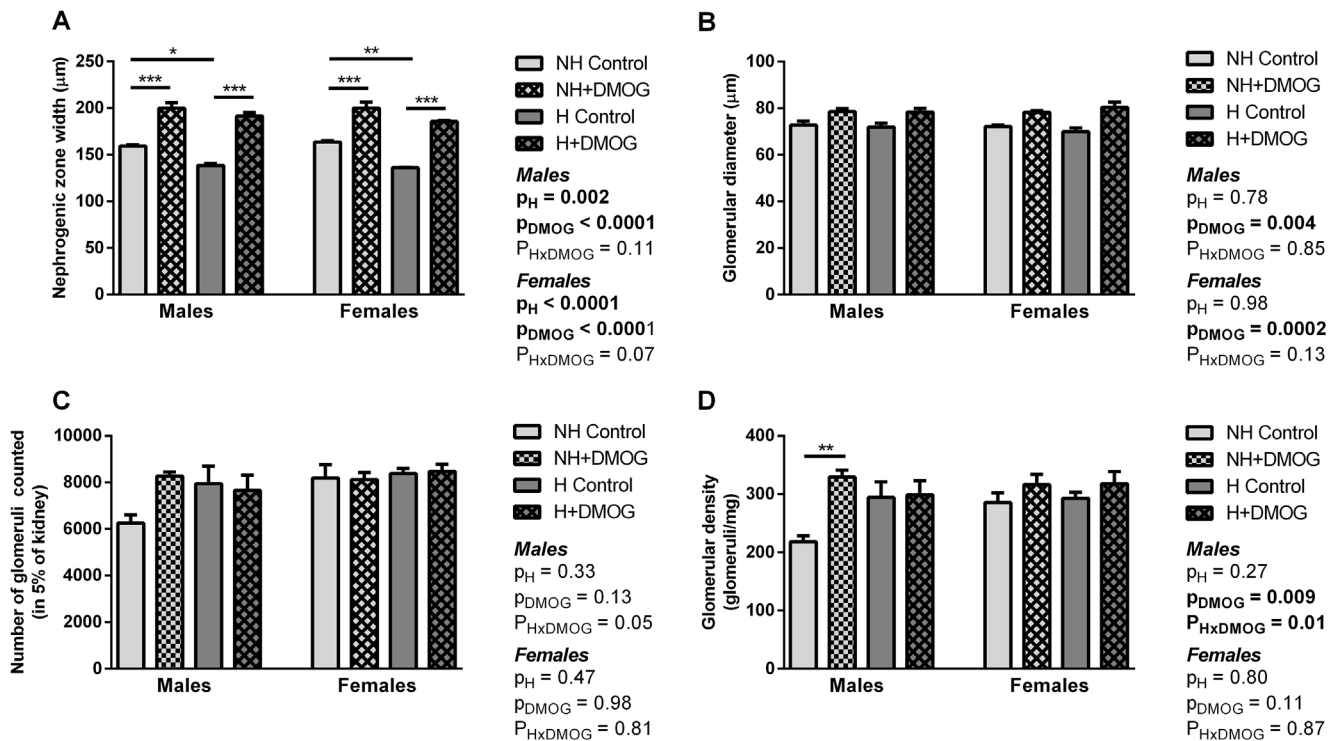 A
Nephrogenic zone width (μm)
250
200
150
100
50
0
*
***
***
**
***
***
Males
Females
NH Control
NH+DMOG
H Control
H+DMOG
Males
pH = 0.002
pDMOG < 0.0001
PHxDMOG = 0.11
Females
pH < 0.0001
pDMOG < 0.0001
PHxDMOG = 0.07
B
Glomerular diameter (μm)
100
80
60
40
20
0
Males
Females
NH Control
NH+DMOG
H Control
H+DMOG
Males
pH = 0.78
pDMOG = 0.004
PHxDMOG = 0.85
Females
pH = 0.98
pDMOG = 0.0002
PHxDMOG = 0.13
C
Number of glomeruli counted
(in 5% of kidney)
10000
8000
6000
4000
2000
0
Males
Females
NH Control
NH+DMOG
H Control
H+DMOG
Males
pH = 0.33
pDMOG = 0.13
PHxDMOG = 0.05
Females
pH = 0.47
pDMOG = 0.98
PHxDMOG = 0.81
D
Glomerular density
(glomeruli/mg)
400
300
200
100
0
**
Males
Females
NH Control
NH+DMOG
H Control
H+DMOG
Males
pH = 0.27
pDMOG = 0.009
PHxDMOG = 0.01
Females
pH = 0.80
pDMOG = 0.11
PHxDMOG = 0.87